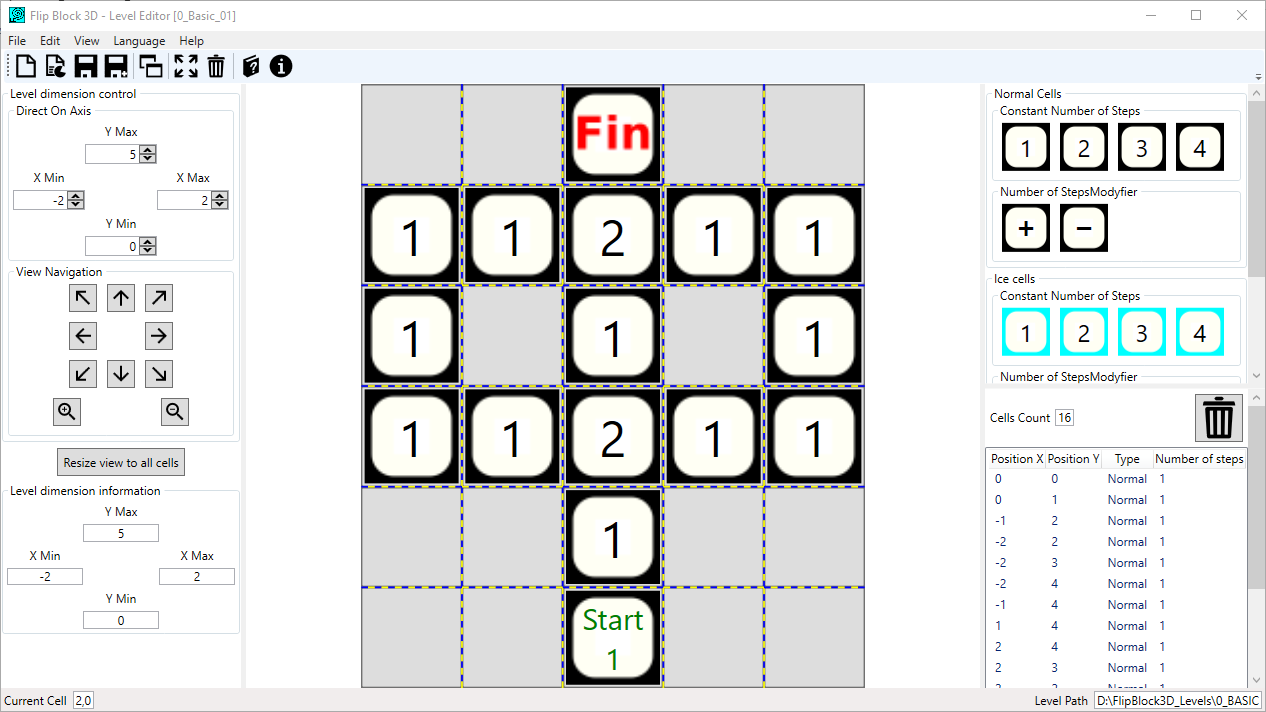 Flip Block 3D - Level Editor [0_Basic_01]
File Edit View Language Help
Level dimension control
Direct On Axis
Y Max
5
X Min X Max
-2 2
Y Min
0
View Navigation
Resize view to all cells
Level dimension information
Y Max
5
X Min X Max
-2 2
Y Min
0
Fin
1 1 2 1 1
1 1 1
1 1 2 1 1
1
Start
1
Normal Cells
Constant Number of Steps
1 2 3 4
Number of StepsModyfier
+ −
Ice cells
Constant Number of Steps
1 2 3 4
Number of StepsModyfier
Cells Count 16
Position X Position Y Type Number of steps
0 0 Normal 1
0 1 Normal 1
-1 2 Normal 1
-2 2 Normal 1
-2 3 Normal 1
-2 4 Normal 1
-1 4 Normal 1
1 4 Normal 1
2 4 Normal 1
2 3 Normal 1
Current Cell 2,0
Level Path D:\FlipBlock3D_Levels\0_BASIC